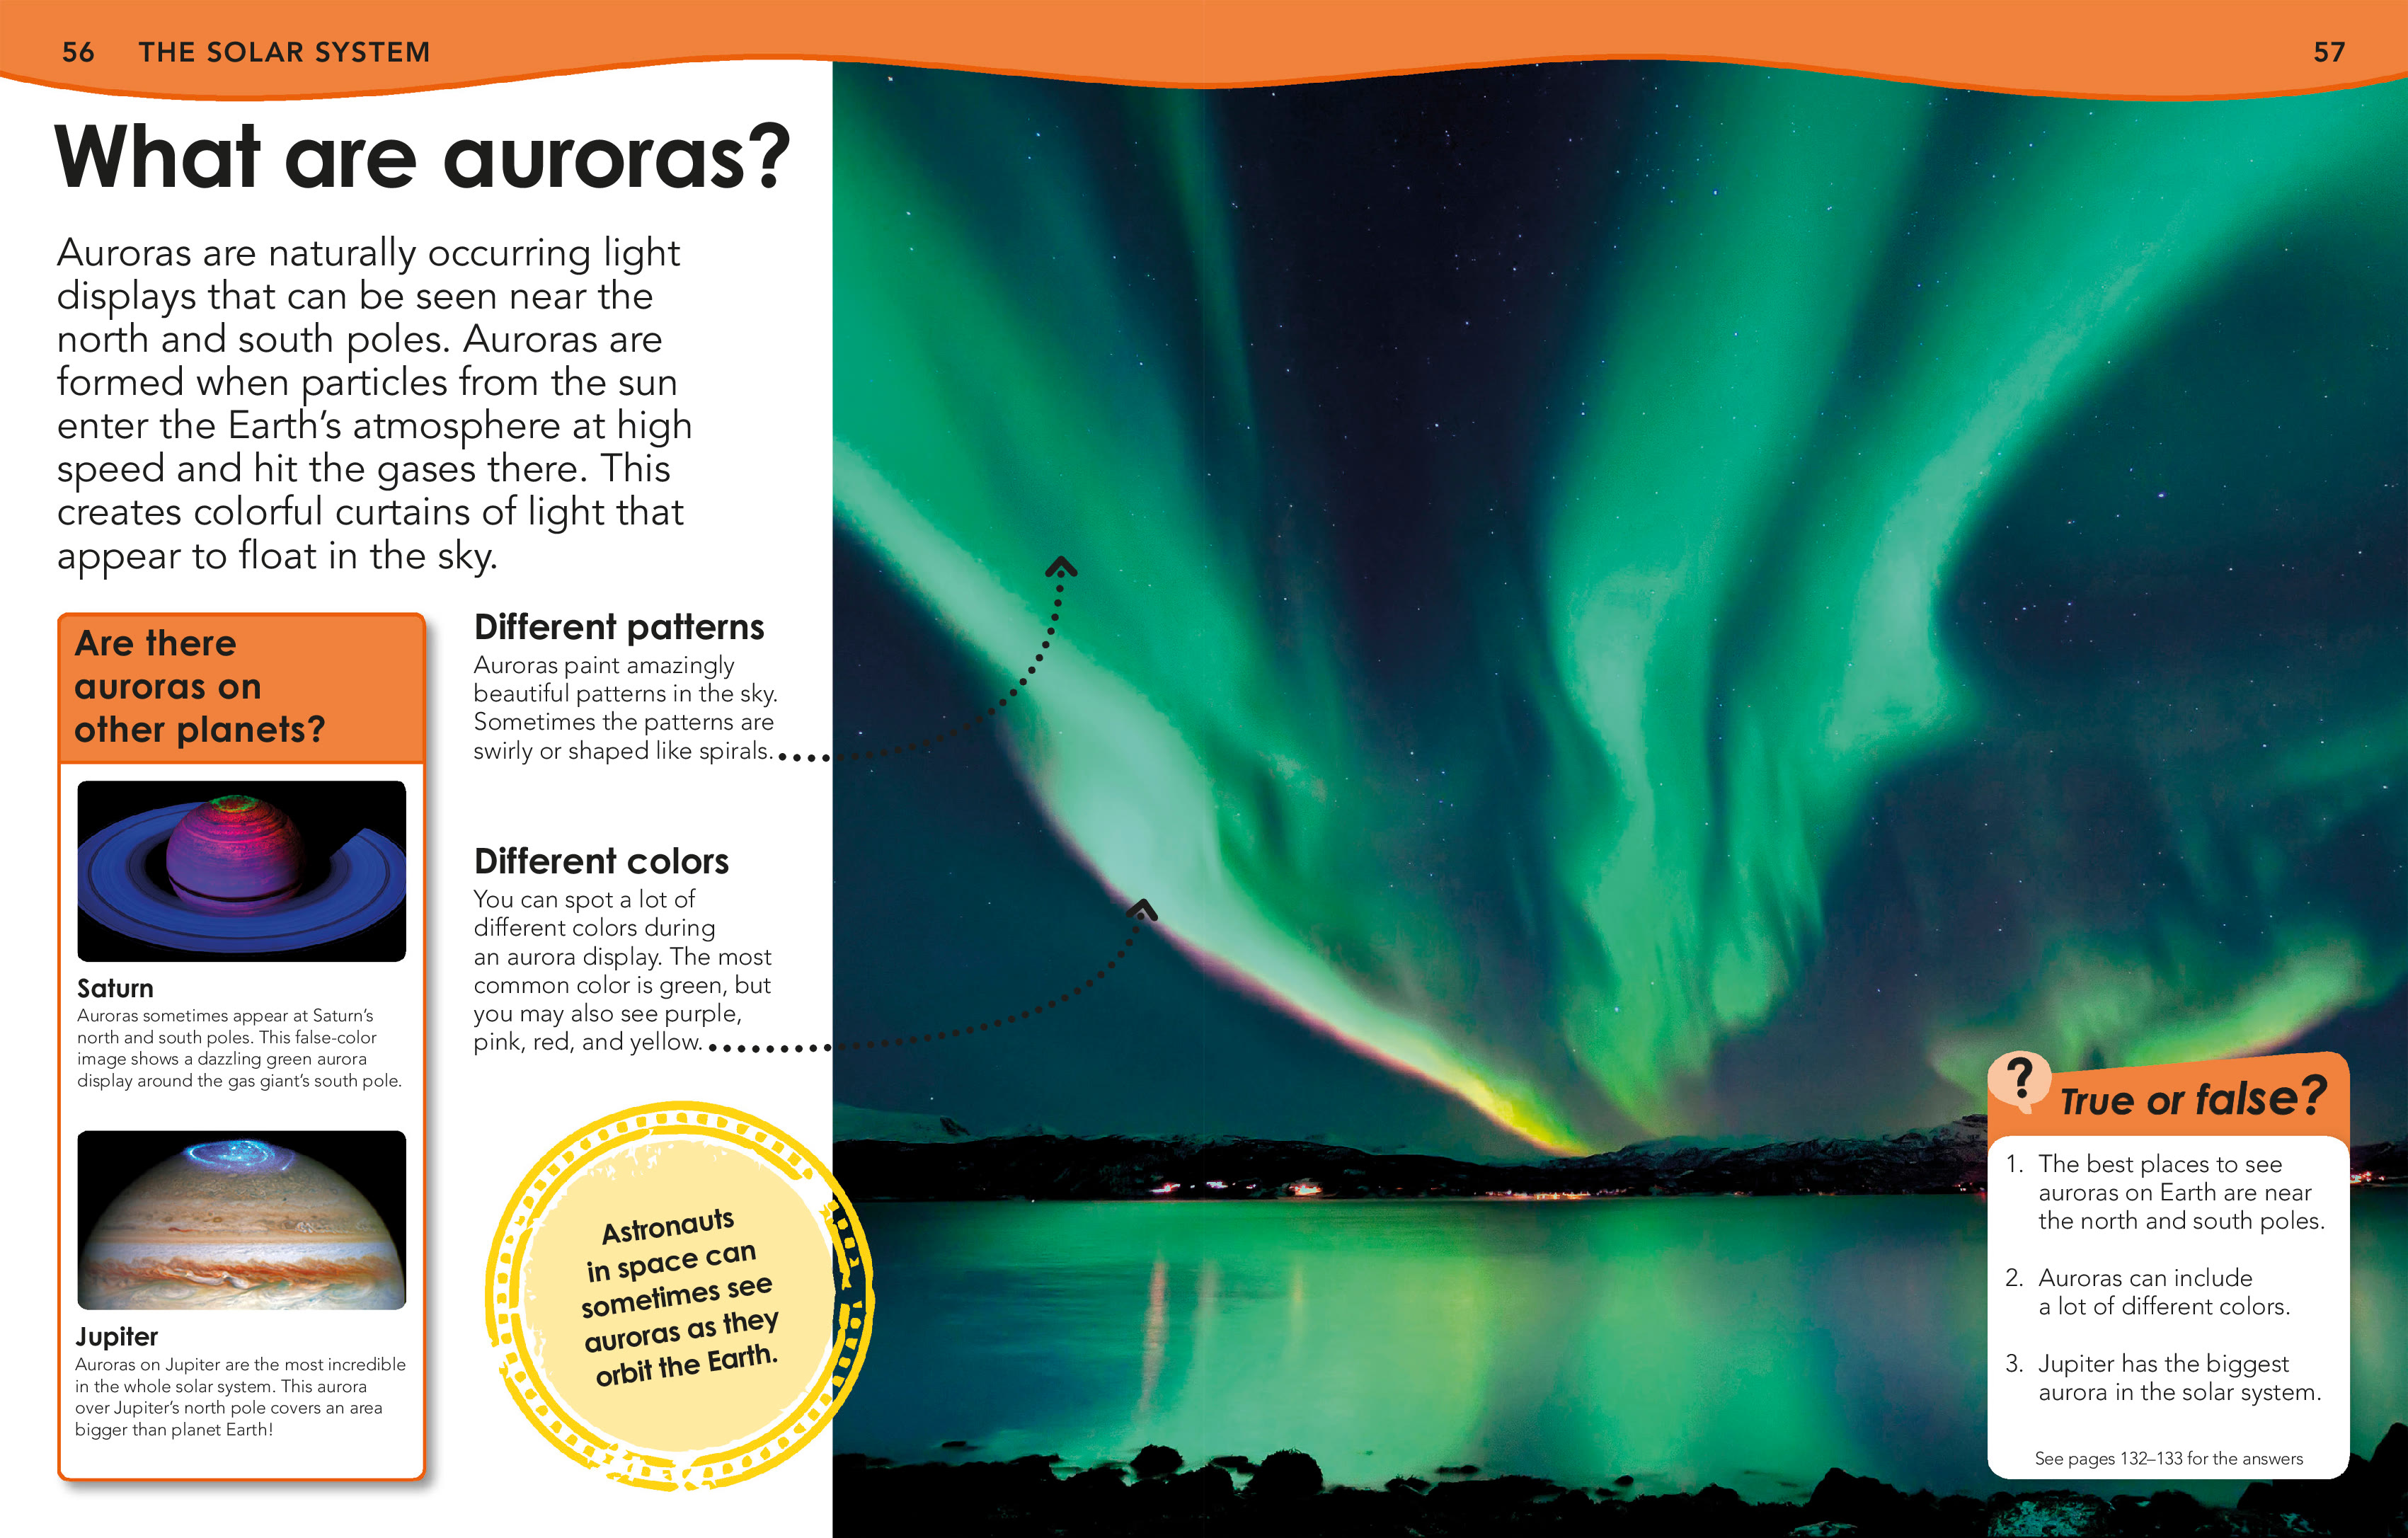 56 THE SOLAR SYSTEM
57
What are auroras?
Auroras are naturally occurring light
displays that can be seen near the
north and south poles. Auroras are
formed when particles from the sun
enter the Earth’s atmosphere at high
speed and hit the gases there. This
creates colorful curtains of light that
appear to float in the sky.
Are there
auroras on
other planets?
Saturn
Auroras sometimes appear at Saturn’s
north and south poles. This false-color
image shows a dazzling green aurora
display around the gas giant’s south pole.
Jupiter
Auroras on Jupiter are the most incredible
in the whole solar system. This aurora
over Jupiter’s north pole covers an area
bigger than planet Earth!
Different patterns
Auroras paint amazingly
beautiful patterns in the sky.
Sometimes the patterns are
swirly or shaped like spirals.
Different colors
You can spot a lot of
different colors during
an aurora display. The most
common color is green, but
you may also see purple,
pink, red, and yellow.
Astronauts
in space can
sometimes see
auroras as they
orbit the Earth.
? True or false?
1. The best places to see
auroras on Earth are near
the north and south poles.
2. Auroras can include
a lot of different colors.
3. Jupiter has the biggest
aurora in the solar system.
See pages 132–133 for the answers